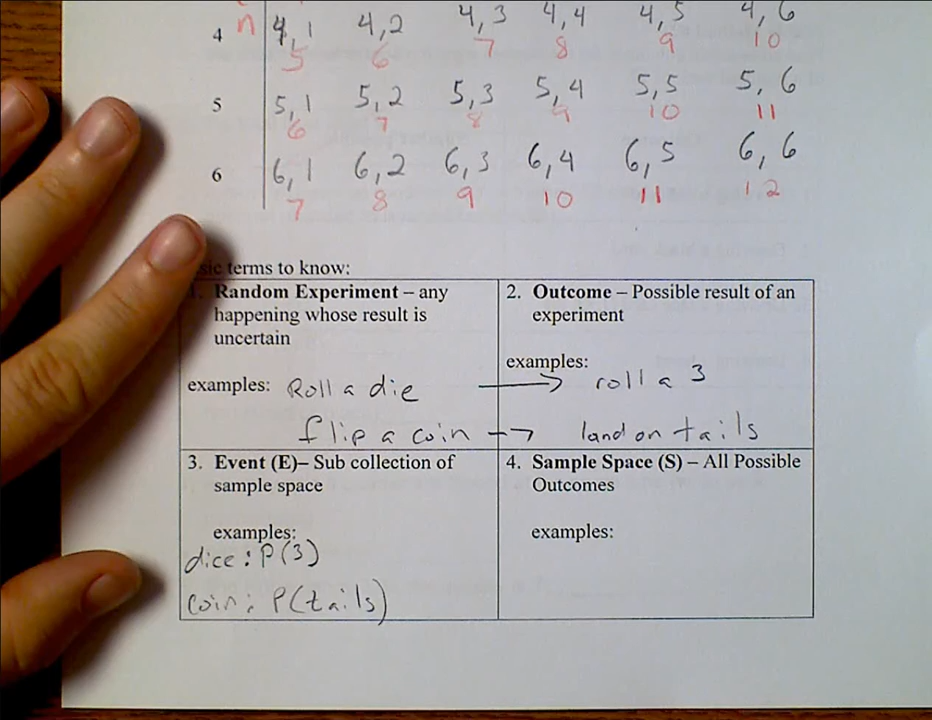 n
4 4,1 4,2 4,3 4,4 4,5 4,6
5 6 7 8 9 10
5 5,1 5,2 5,3 5,4 5,5 5,6
6 7 8 9 10 11
6 6,1 6,2 6,3 6,4 6,5 6,6
7 8 9 10 11 12
terms to know:
1. Random Experiment – any
happening whose result is
uncertain
examples: Roll a die
flip a coin →
2. Outcome – Possible result of an
experiment
examples:
→ roll a 3
land on tails
3. Event (E)– Sub collection of
sample space
examples:
dice: P(3)
coin: P(tails)
4. Sample Space (S) – All Possible
Outcomes
examples: